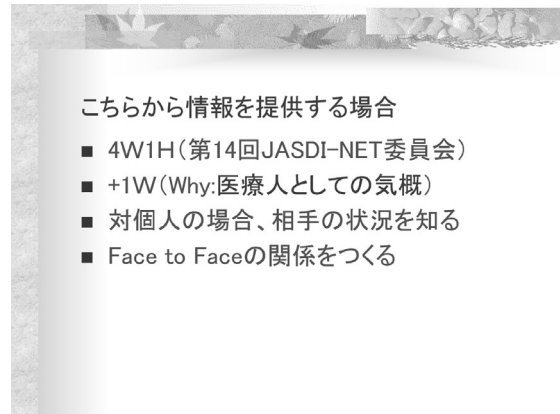 こちらから情報を提供する場合
■ 4W1H(第14回JASDI-NET委員会)
■ +1W(Why:医療人としての気概)
■ 対個人の場合、相手の状況を知る
■ Face to Faceの関係をつくる